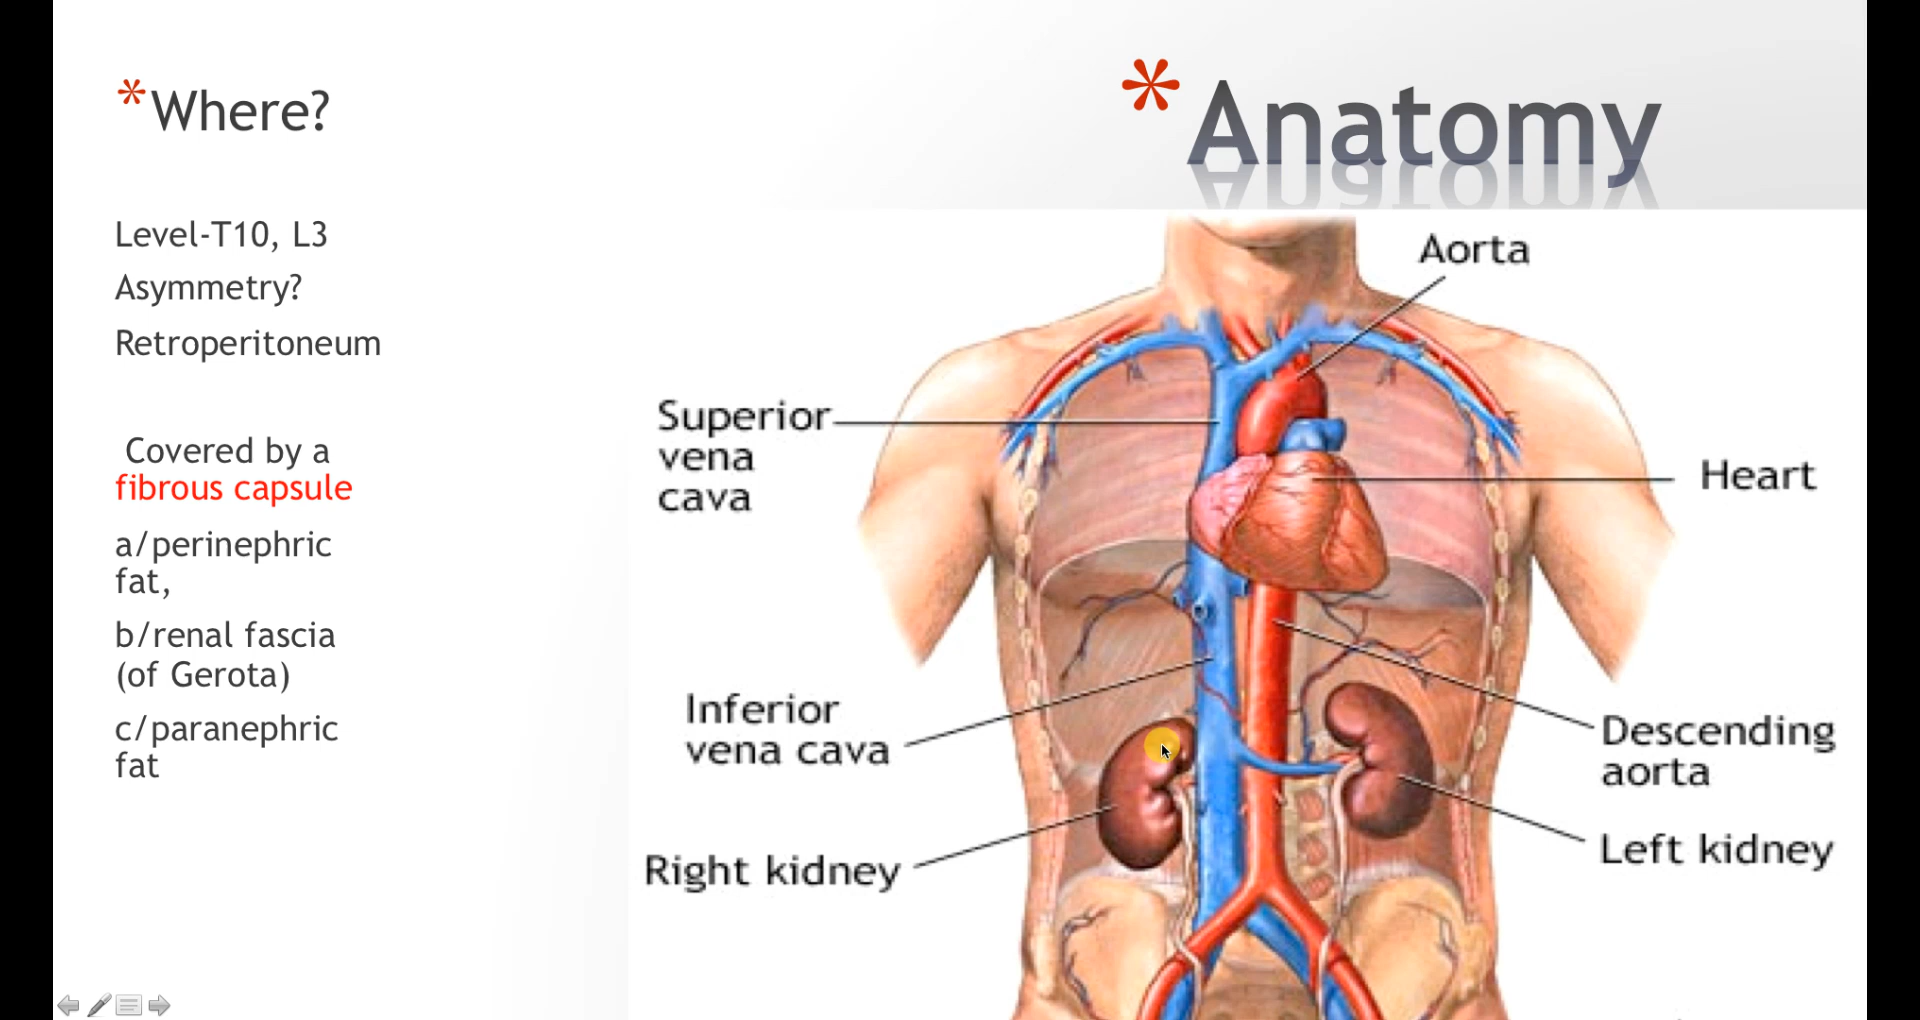 *Where?
*Anatomy
Level-T10, L3
Asymmetry?
Retroperitoneum
Covered by a
fibrous capsule
a/perinephric
fat,
b/renal fascia
(of Gerota)
c/paranephric
fat
Aorta
Superior
vena
cava
Heart
Inferior
vena cava
Descending
aorta
Right kidney
Left kidney